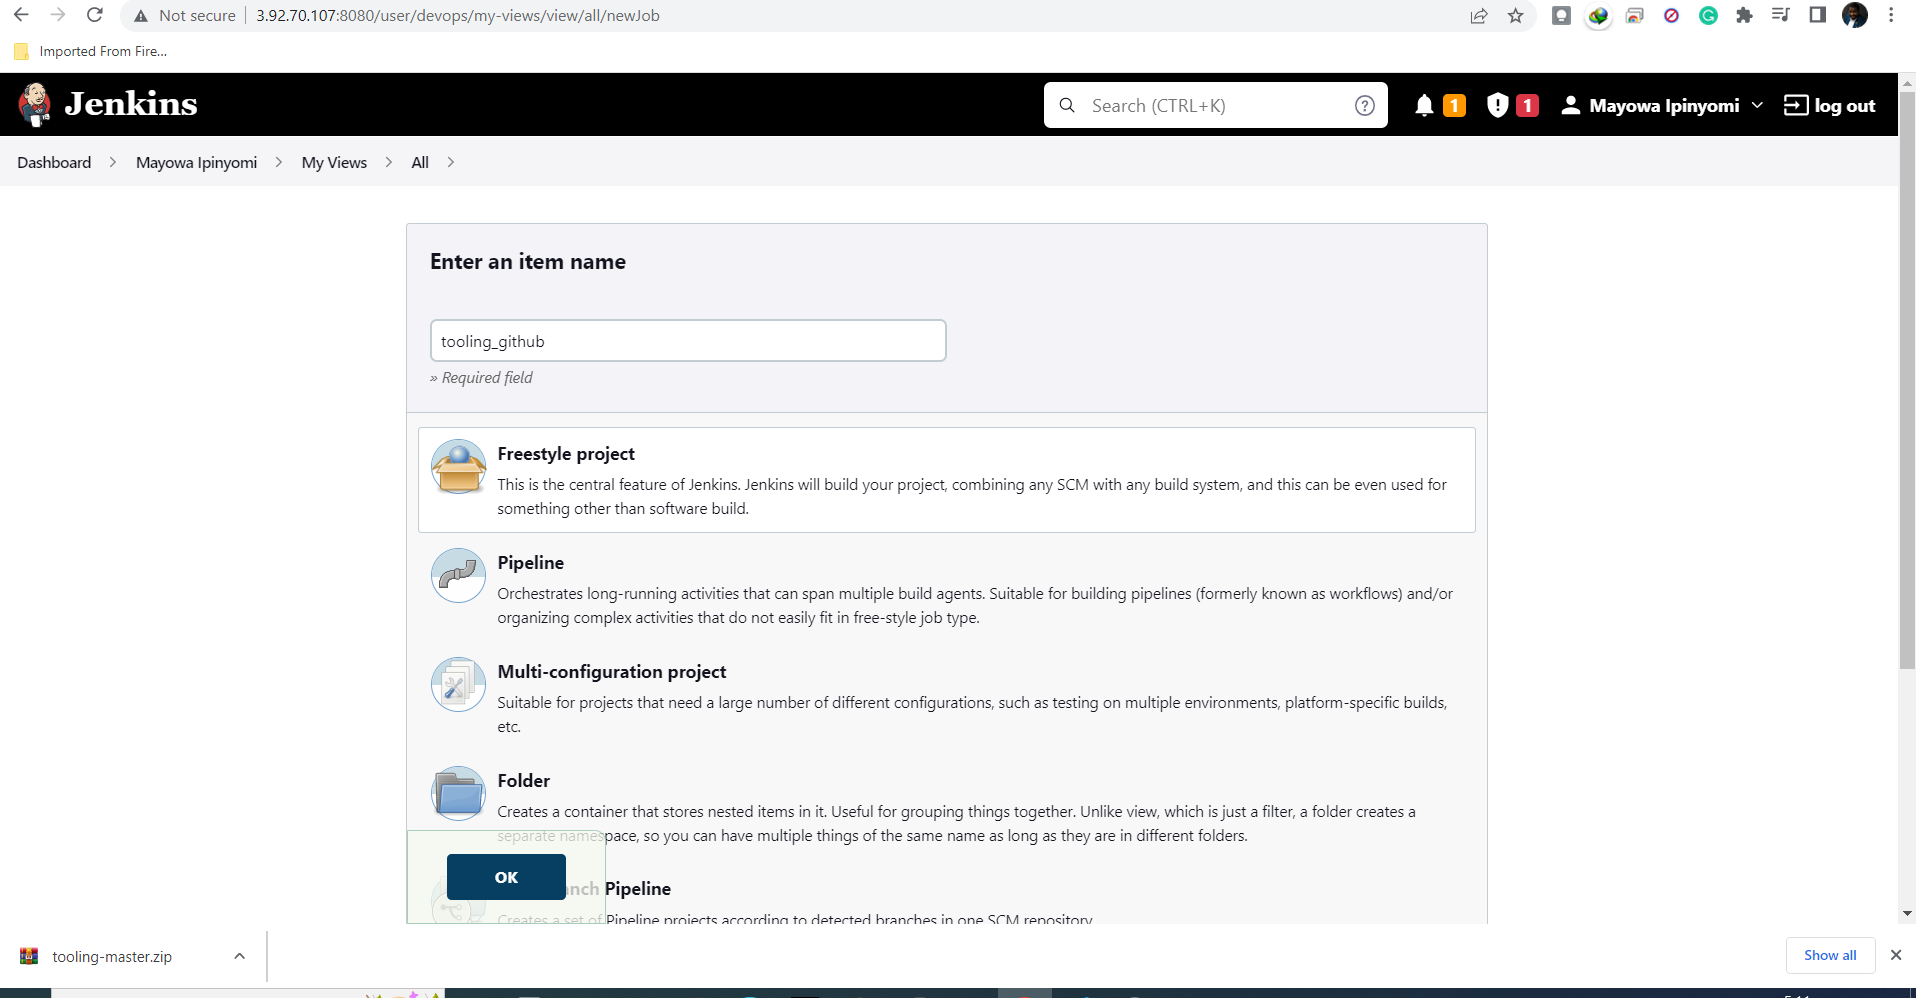 Not secure
3.92.70.107:8080/user/devops/my-views/view/all/newJob
Imported From Fire...
Jenkins
Search (CTRL+K)
1
1
Mayowa Ipinyomi
log out
Dashboard
Mayowa Ipinyomi
My Views
All
Enter an item name
tooling_github
» Required field
Freestyle project
This is the central feature of Jenkins. Jenkins will build your project, combining any SCM with any build system, and this can be even used for
something other than software build.
Pipeline
Orchestrates long-running activities that can span multiple build agents. Suitable for building pipelines (formerly known as workflows) and/or
organizing complex activities that do not easily fit in free-style job type.
Multi-configuration project
Suitable for projects that need a large number of different configurations, such as testing on multiple environments, platform-specific builds,
etc.
Folder
Creates a container that stores nested items in it. Useful for grouping things together. Unlike view, which is just a filter, a folder creates a
separate namespace, so you can have multiple things of the same name as long as they are in different folders.
OK
nch Pipeline
Creates a set of Pipeline projects according to detected branches in one SCM repository.
tooling-master.zip
Show all